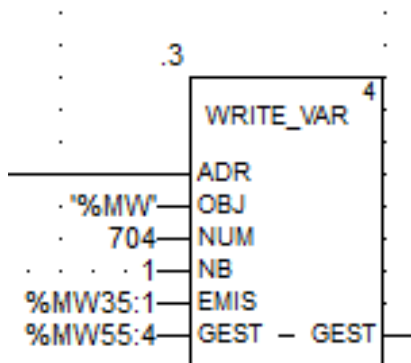 .3
4
WRITE_VAR
ADR
'%MW' OBJ
704 NUM
1 NB
%MW35:1 EMIS
%MW55:4 GEST – GEST